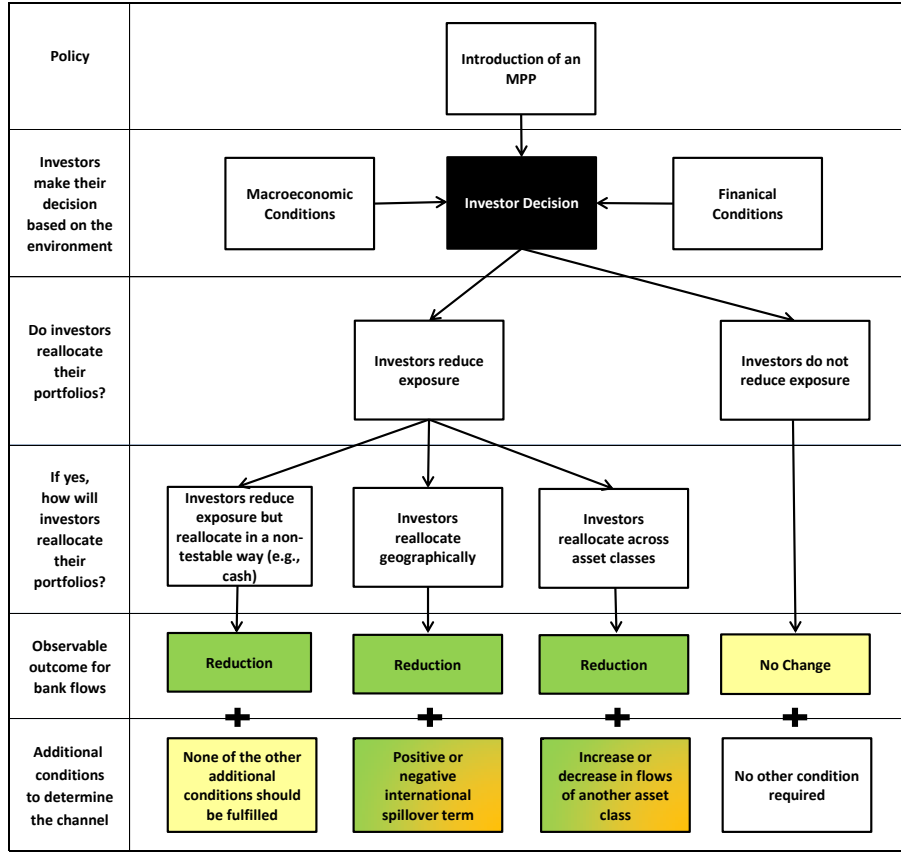 Policy
Introduction of an
MPP
Investors
make their
decision
based on the
environment
Macroeconomic
Conditions
Investor Decision
Finanical
Conditions
Do investors
reallocate
their
portfolios?
Investors reduce
exposure
Investors do not
reduce exposure
If yes,
how will
investors
reallocate
their
portfolios?
Investors reduce
exposure but
reallocate in a non-
testable way (e.g.,
cash)
Investors
reallocate
geographically
Investors
reallocate across
asset classes
Observable
outcome for
bank flows
Reduction
Reduction
Reduction
No Change
Additional
conditions
to determine
the channel
None of the other
additional
conditions should
be fulfilled
Positive or
negative
international
spillover term
Increase or
decrease in flows
of another asset
class
No other condition
required